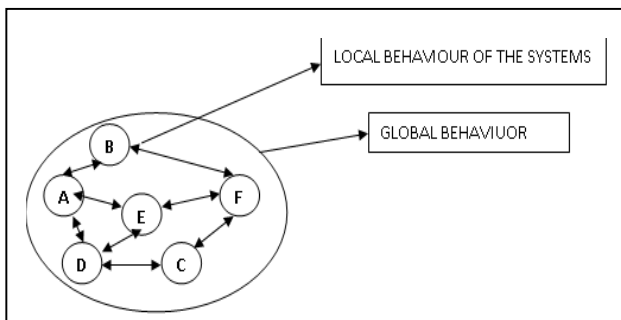 LOCAL BEHAVIOUR OF THE SYSTEMS
GLOBAL BEHAVIUOR
B
A
E
F
D
C